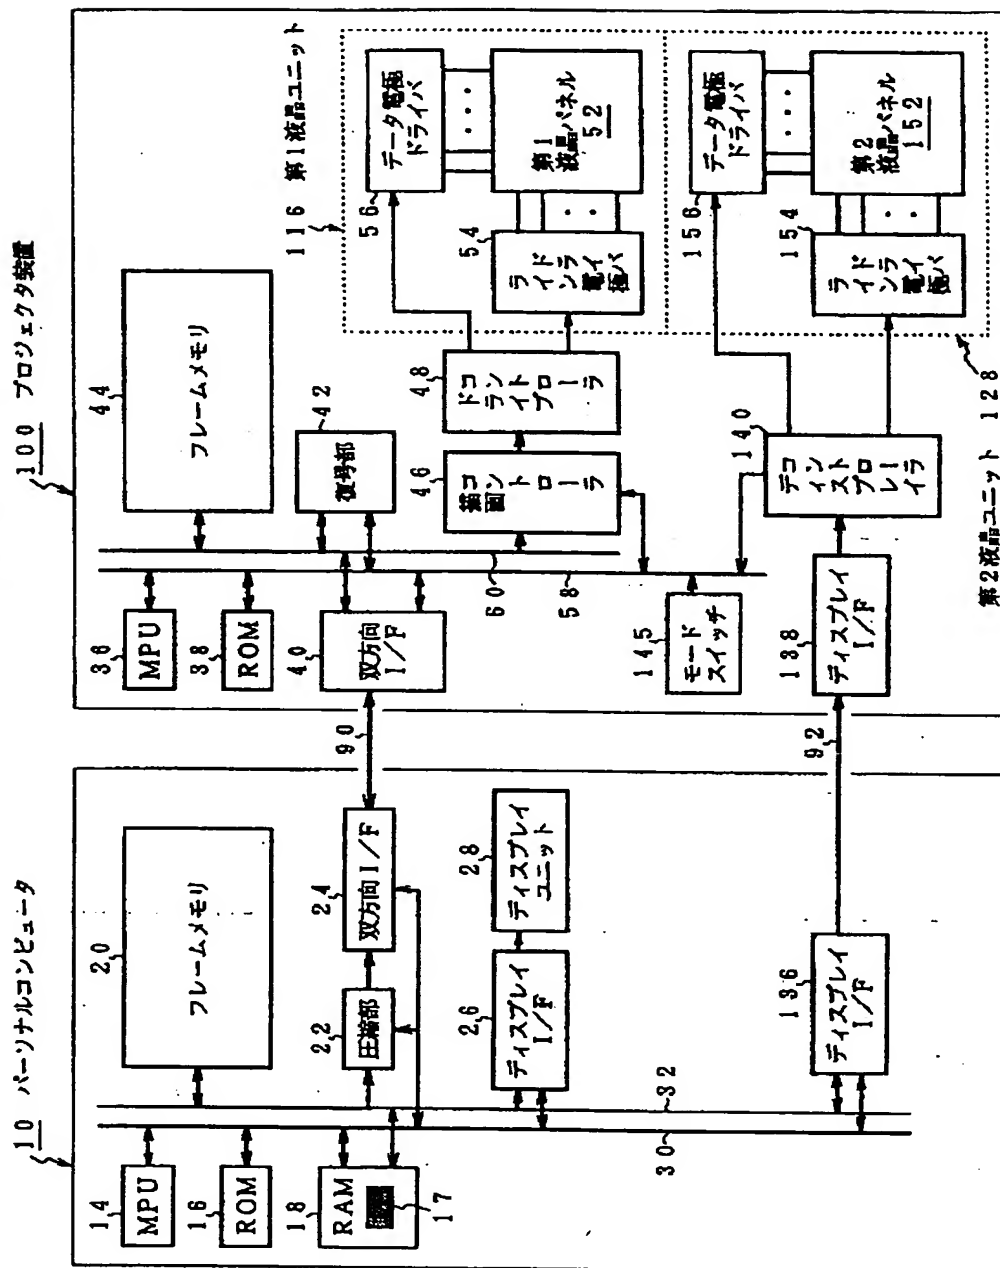 10 パーソナルコンピュータ
14
MPU
16
ROM
18
RAM
17
20
フレームメモリ
22
圧縮部
24
双方向I/F
26
ディスプレイ
I/F
28
ディスプレイ
ユニット
136
ディスプレイ
I/F
30
32
90
92
100 プロジェクタ装置
36
MPU
38
ROM
40
双方向
I/F
44
フレームメモリ
42
復号部
46
描画
コントローラ
48
ドライブ
コントローラ
60
58
145
モード
スイッチ
138
ディスプレイ
I/F
140
ディスプレイ
コントローラ
116 第1液晶ユニット
56
データ電極
ドライバ
54
ライン電極
ドライバ
第1
液晶パネル
52
156
データ電極
ドライバ
154
ライン電極
ドライバ
第2
液晶パネル
152
第2液晶ユニット 128